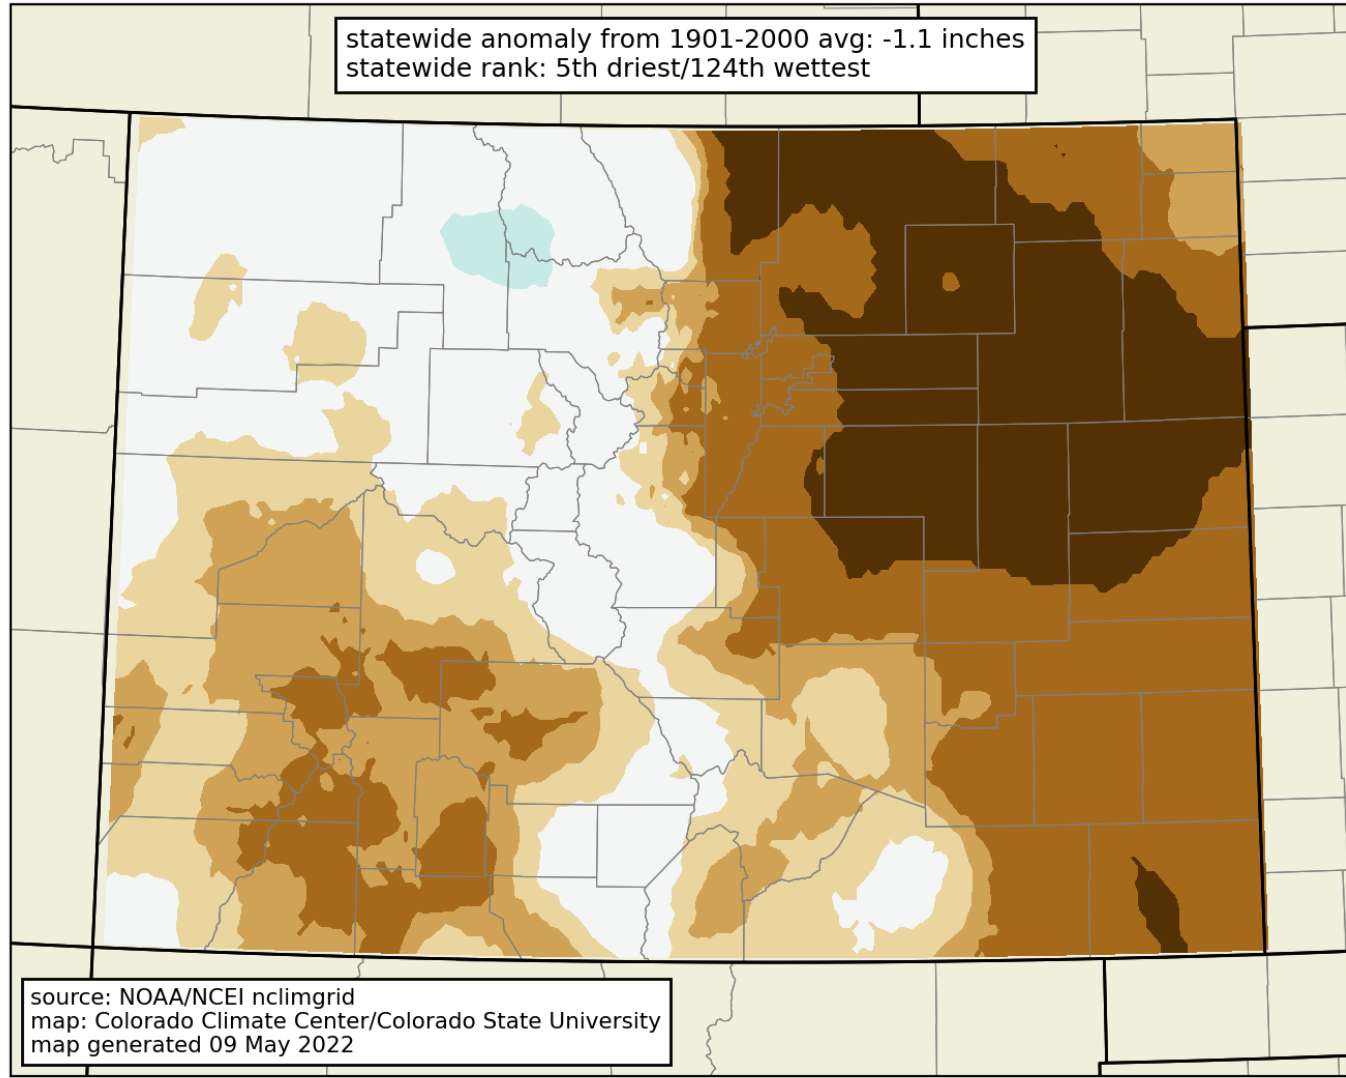 statewide anomaly from 1901-2000 avg: -1.1 inches
statewide rank: 5th driest/124th wettest
source: NOAA/NCEI nclimgrid
map: Colorado Climate Center/Colorado State University
map generated 09 May 2022